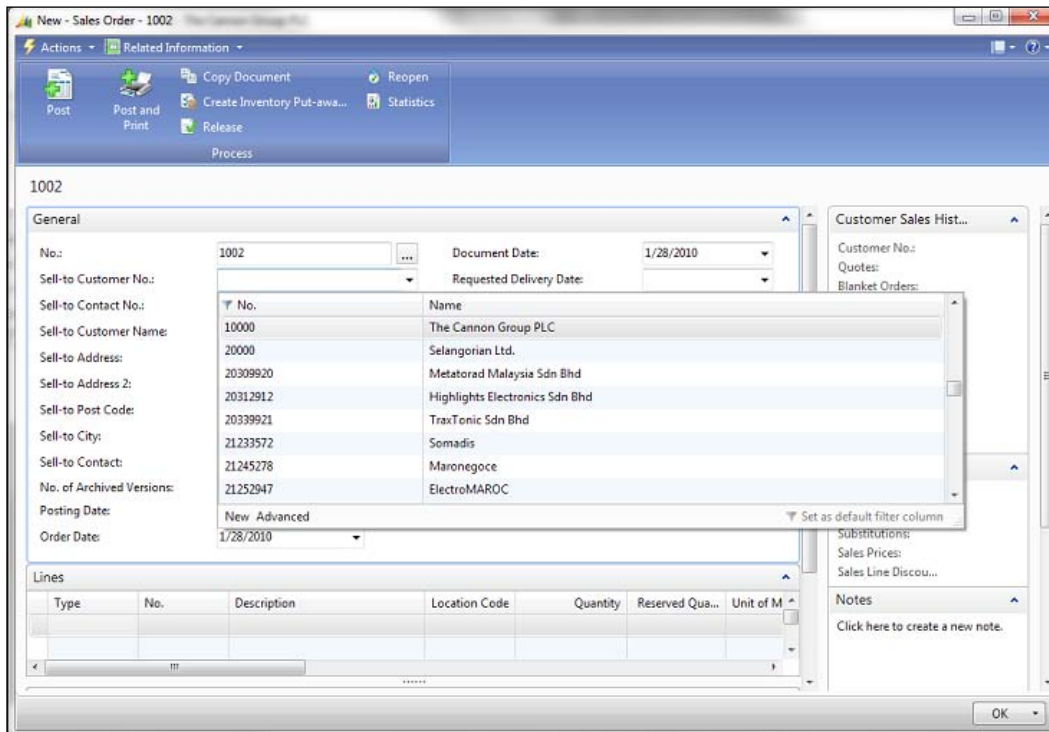 New - Sales Order - 1002
Actions Related Information
Post
Post and Print
Copy Document
Create Inventory Put-awa...
Release
Reopen
Statistics
Process
1002
General
No.: 1002 ... Document Date: 1/28/2010
Sell-to Customer No.: Requested Delivery Date:
Sell-to Contact No.:
Sell-to Customer Name:
Sell-to Address:
Sell-to Address 2:
Sell-to Post Code:
Sell-to City:
Sell-to Contact:
No. of Archived Versions:
Posting Date:
Order Date: 1/28/2010
No. Name
10000 The Cannon Group PLC
20000 Selangorian Ltd.
20309920 Metatorad Malaysia Sdn Bhd
20312912 Highlights Electronics Sdn Bhd
20339921 TraxTonic Sdn Bhd
21233572 Somadis
21245278 Maronegoce
21252947 ElectroMAROC
New Advanced Set as default filter column
Lines
Type No. Description Location Code Quantity Reserved Qua... Unit of M
Customer Sales Hist...
Customer No.:
Quotes:
Blanket Orders:
Substitutions:
Sales Prices:
Sales Line Discou...
Notes
Click here to create a new note.
OK